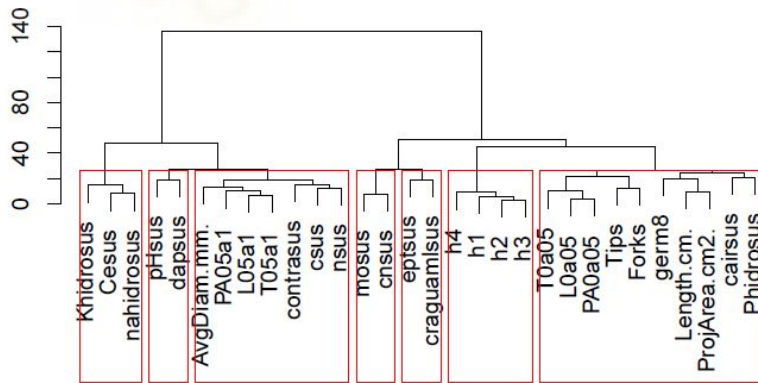 140
80
40
0
Khidrosus
Cesus
nahidrosus
pHsus
dapsus
AvgDiam.mm.
PA05a1
L05a1
T05a1
contrasus
csus
nsus
mosus
cnsus
eptsus
craguamlsus
h4
h1
h2
h3
T0a05
L0a05
PA0a05
Tips
Forks
germ8
Length.cm.
ProjArea.cm2.
cairsus
Phidrosus